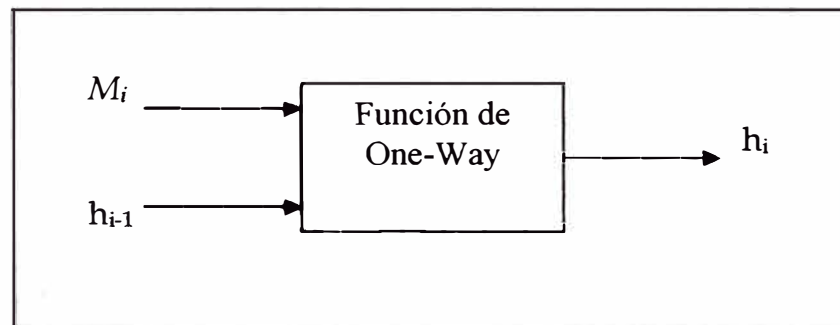 Mᵢ
Función de
One-Way
hᵢ
hᵢ₋₁